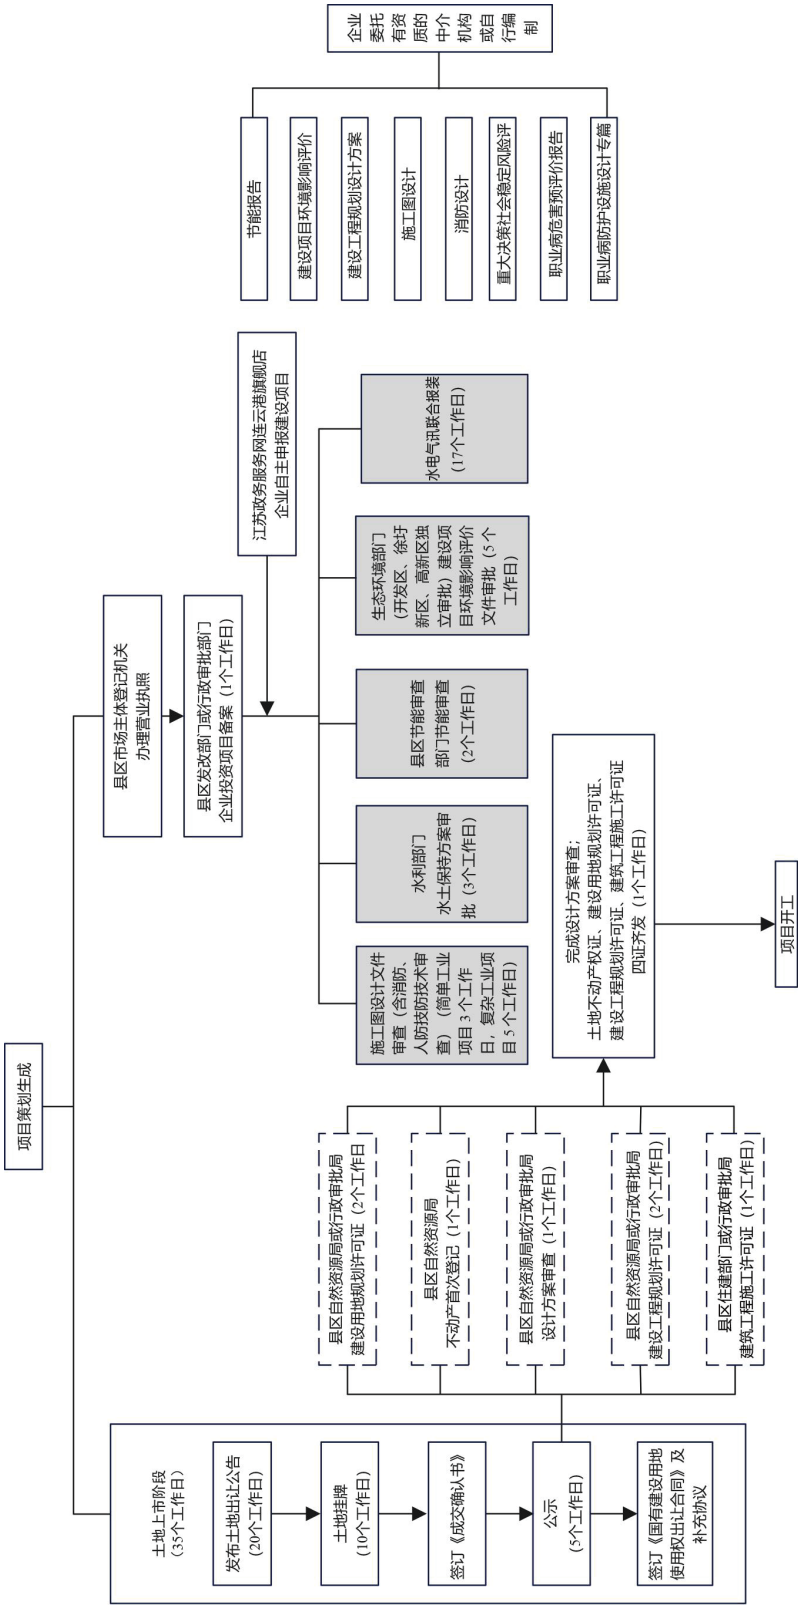 项目策划生成
土地上市阶段
（35个工作日）
发布土地出让公告
（20个工作日）
土地挂牌
（10个工作日）
签订《成交确认书》
公示
（5个工作日）
签订《国有建设用地
使用权出让合同》及
补充协议
县区自然资源局或行政审批局
建设用地规划许可证（2个工作日
县区自然资源局
不动产首次登记（1个工作日）
县区自然资源局或行政审批局
设计方案审查（1个工作日）
县区自然资源局或行政审批局
建设工程规划许可证（2个工作日）
县区住建部门或行政审批局
建筑工程施工许可证（1个工作日）
完成设计方案审查；
土地不动产权证、建设用地规划许可证、
建设工程规划许可证、建筑工程施工许可证
四证齐发（1个工作日）
项目开工
县区市场主体登记机关
办理营业执照
县区发改部门或行政审批部门
企业投资项目备案（1个工作日）
江苏政务服务网连云港旗舰店
企业自主申报建设项目
施工图设计文件
审查（含消防、
人防技防技术审
查）（简单工业
项目 3 个工作
日，复杂工业项
目 5 个工作日）
水利部门
水土保持方案审
批（3个工作日）
县区节能审查
部门节能审查
（2个工作日）
生态环境部门
（开发区、徐圩
新区、高新区独
立审批）建设项
目环境影响评价
文件审批（5 个
工作日）
水电气讯联合报装
（17个工作日）
节能报告
建设项目环境影响评价
建设工程规划设计方案
施工图设计
消防设计
重大决策社会稳定风险评
职业病危害预评价报告
职业病防护设施设计专篇
企业
委托
有资
质的
中介
机构
或自
行编
制